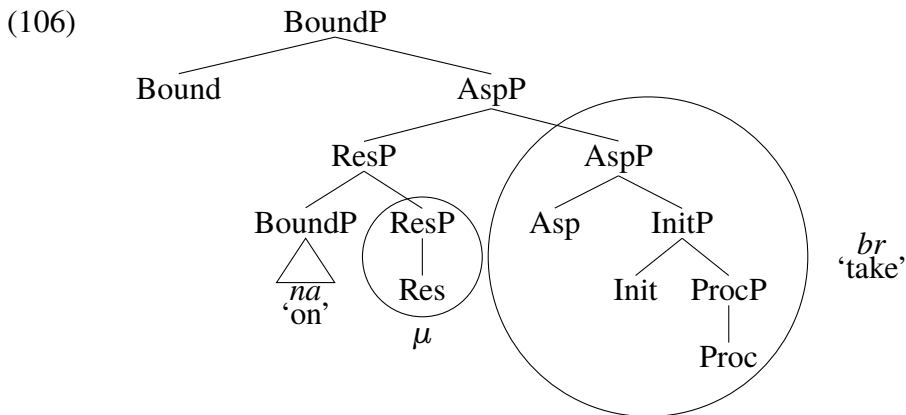 (106) BoundP
Bound AspP
ResP AspP
BoundP ResP Asp InitP
na Res Init ProcP br
‘on’ ‘take’
μ Proc